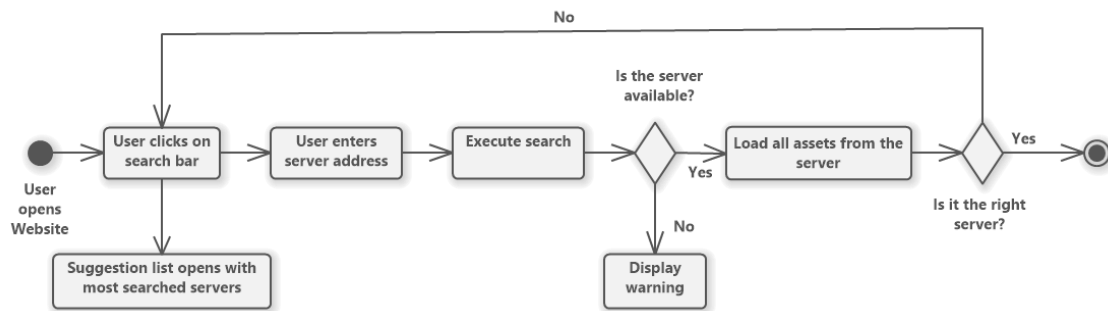 No
Is the server
available?
User clicks on
search bar
User enters
server address
Execute search
Yes
Load all assets from the
server
Yes
Is it the right
server?
User
opens
Website
No
Suggestion list opens with
most searched servers
Display
warning